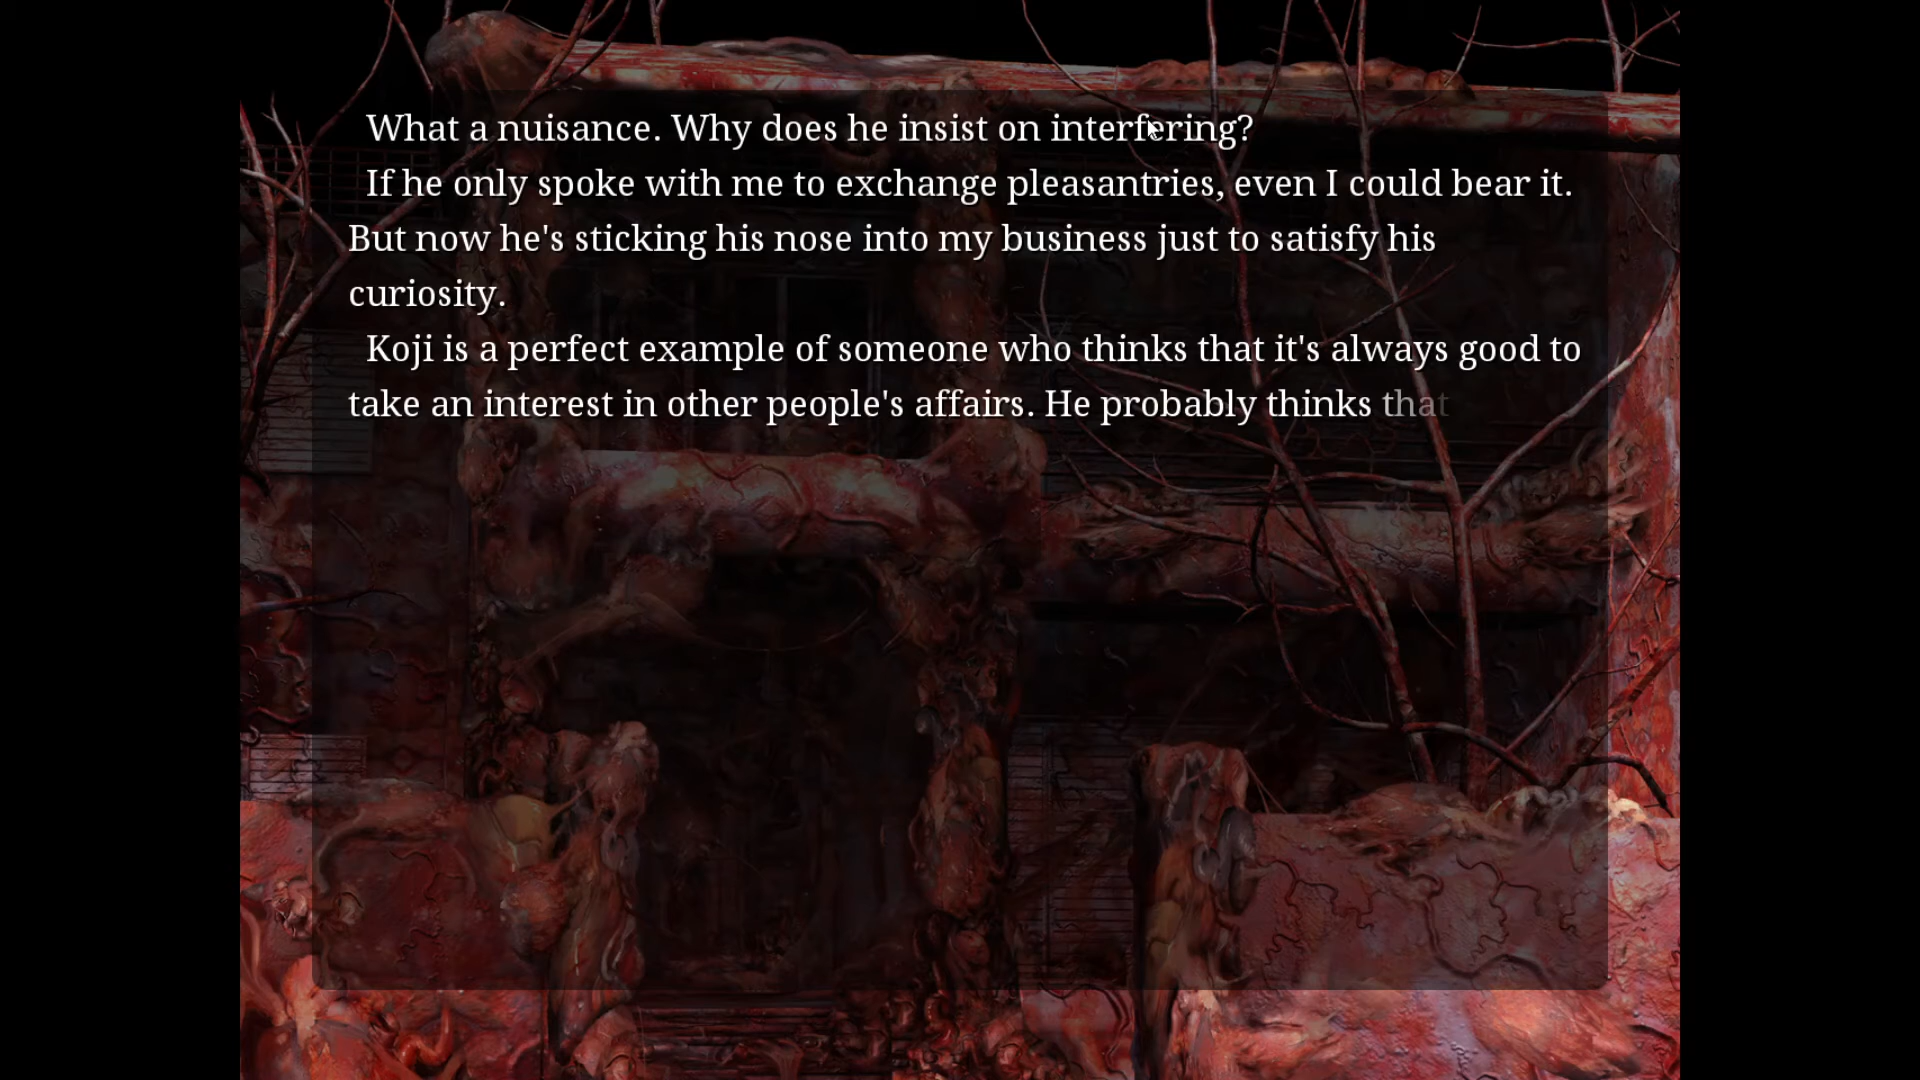 What a nuisance. Why does he insist on interfering?
If he only spoke with me to exchange pleasantries, even I could bear it.
But now he's sticking his nose into my business just to satisfy his
curiosity.
Koji is a perfect example of someone who thinks that it's always good to
take an interest in other people's affairs. He probably thinks that